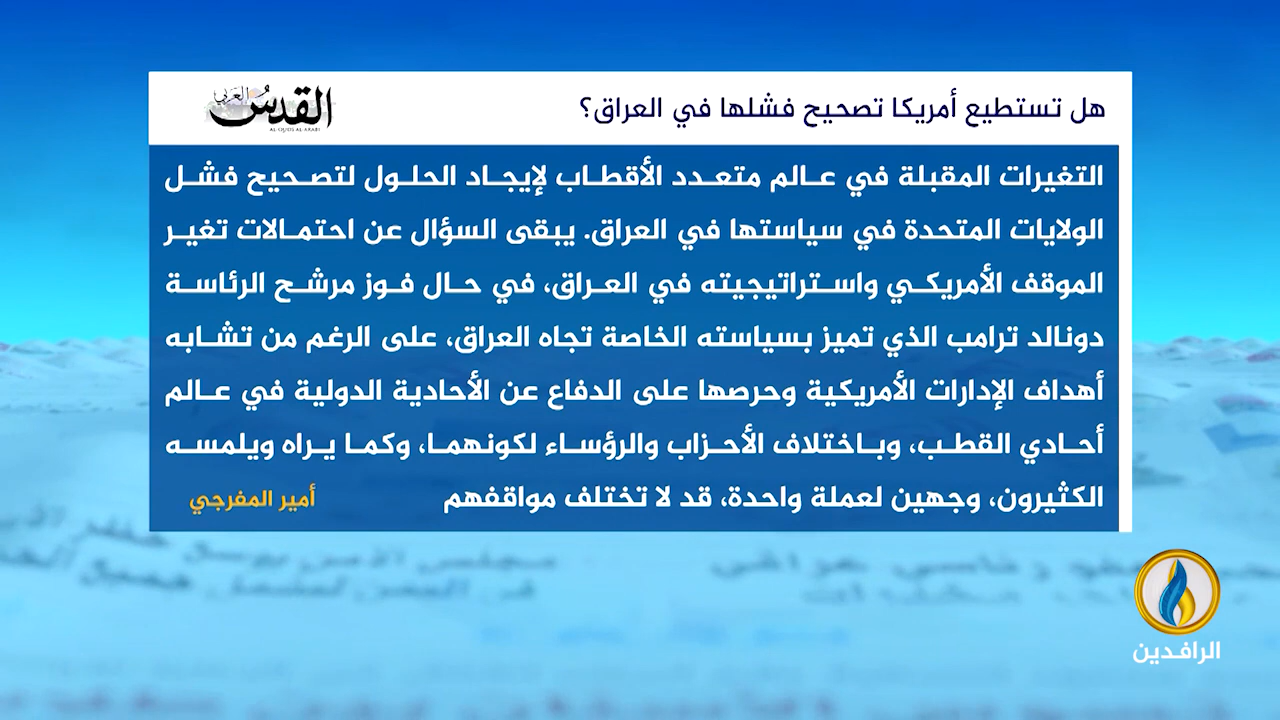 هل تستطيع أمريكا تصحيح فشلها في العراق؟
القدس العربي
AL-QUDS AL-ARABI
التغيرات المقبلة في عالم متعدد الأقطاب لإيجاد الحلول لتصحيح فشل
الولايات المتحدة في سياستها في العراق. يبقى السؤال عن احتمالات تغير
الموقف الأمريكي واستراتيجيته في العراق، في حال فوز مرشح الرئاسة
دونالد ترامب الذي تميز بسياسته الخاصة تجاه العراق، على الرغم من تشابه
أهداف الإدارات الأمريكية وحرصها على الدفاع عن الأحادية الدولية في عالم
أحادي القطب، وباختلاف الأحزاب والرؤساء لكونهما، وكما يراه ويلمسه
الكثيرون، وجهين لعملة واحدة، قد لا تختلف مواقفهم
أمير المفرجي
الرافدين